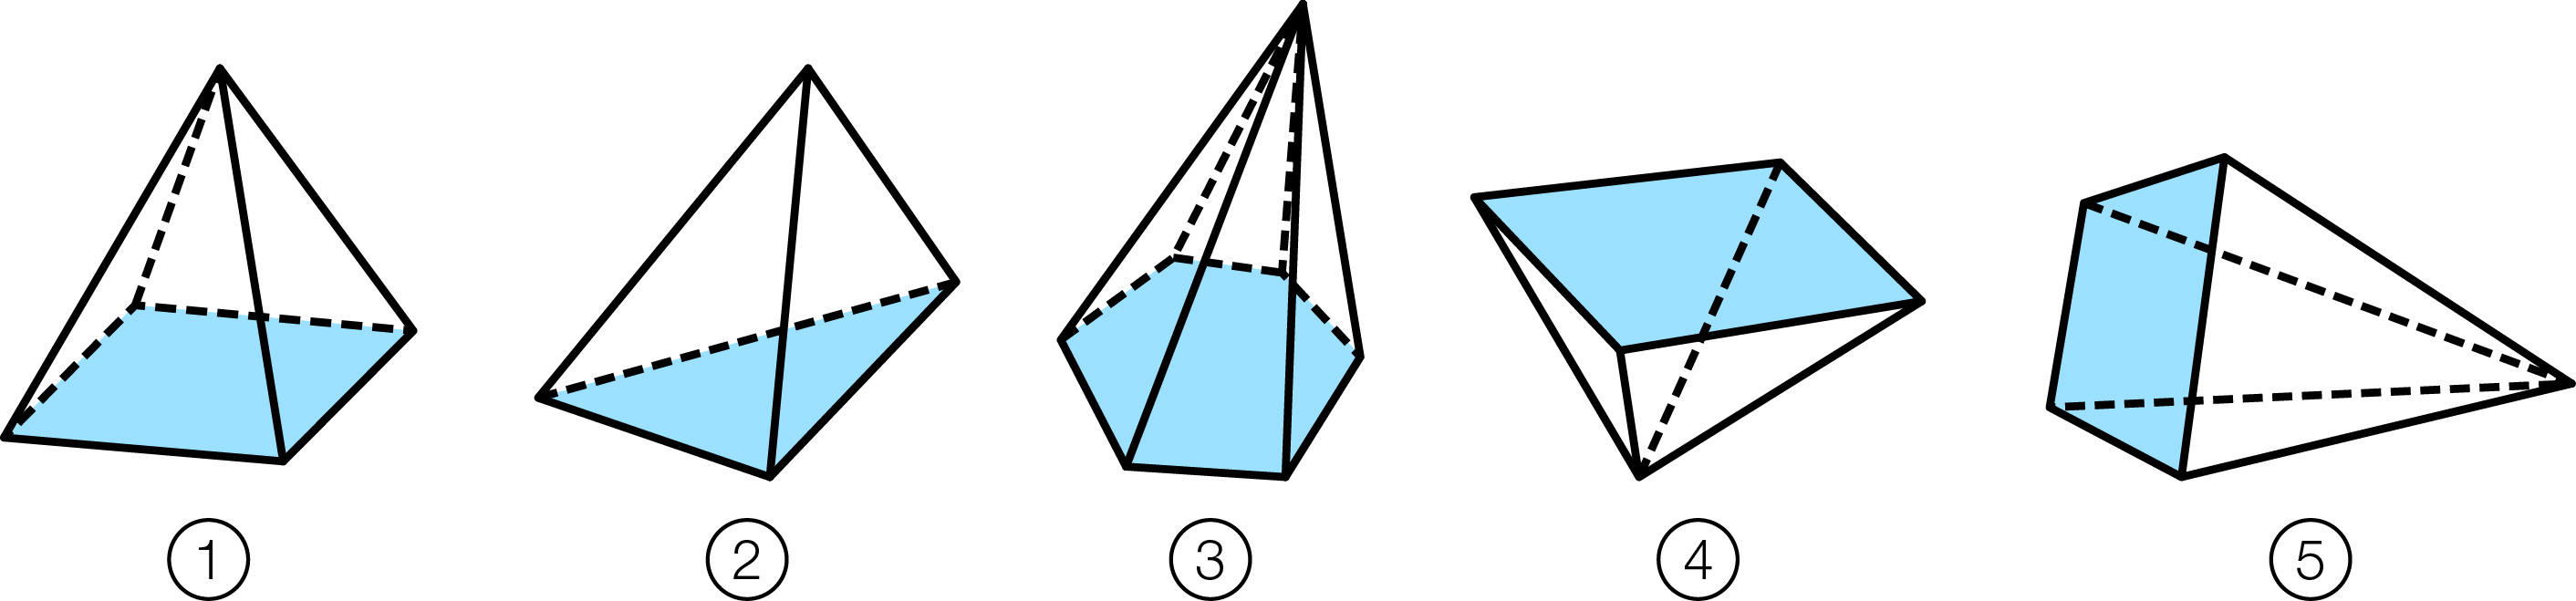 ① ② ③ ④ ⑤